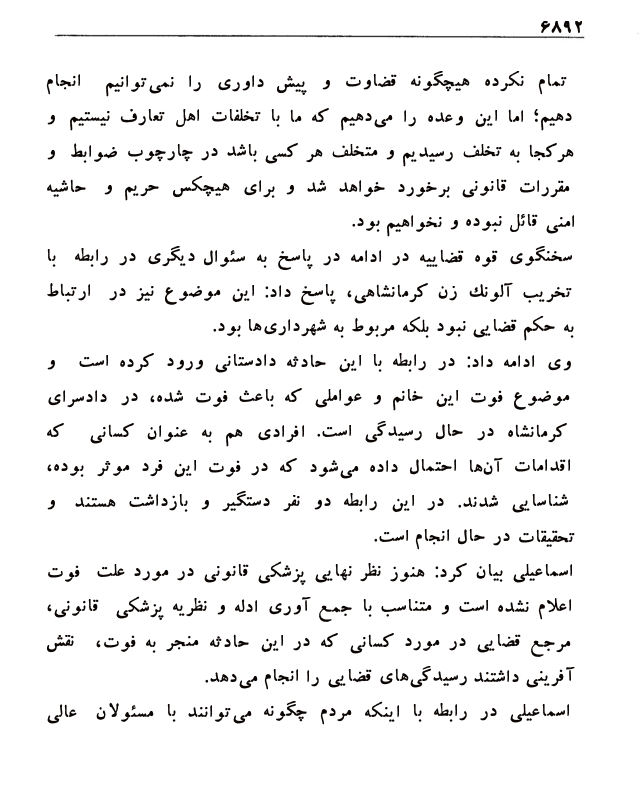 ۶۸۹۲
تمام نکرده هیچگونه قضاوت و پیش داوری را نمی‌توانیم انجام
دهیم؛ اما این وعده را می‌دهیم که ما با تخلفات اهل تعارف نیستیم و
هرکجا به تخلف رسیدیم و متخلف هر کسی باشد در چارچوب ضوابط و
مقررات قانونی برخورد خواهد شد و برای هیچکس حریم و حاشیه
امنی قائل نبوده و نخواهیم بود.
سخنگوی قوه قضاییه در ادامه در پاسخ به سئوال دیگری در رابطه با
تخریب آلونک زن کرمانشاهی، پاسخ داد: این موضوع نیز در ارتباط
به حکم قضایی نبود بلکه مربوط به شهرداری‌ها بود.
وی ادامه داد: در رابطه با این حادثه دادستانی ورود کرده است و
موضوع فوت این خانم و عواملی که باعث فوت شده، در دادسرای
کرمانشاه در حال رسیدگی است. افرادی هم به عنوان کسانی که
اقدامات آن‌ها احتمال داده می‌شود که در فوت این فرد موثر بوده،
شناسایی شدند. در این رابطه دو نفر دستگیر و بازداشت هستند و
تحقیقات در حال انجام است.
اسماعیلی بیان کرد: هنوز نظر نهایی پزشکی قانونی در مورد علت فوت
اعلام نشده است و متناسب با جمع آوری ادله و نظریه پزشکی قانونی،
مرجع قضایی در مورد کسانی که در این حادثه منجر به فوت، نقش
آفرینی داشتند رسیدگی‌های قضایی را انجام می‌دهد.
اسماعیلی در رابطه با اینکه مردم چگونه می‌توانند با مسئولان عالی